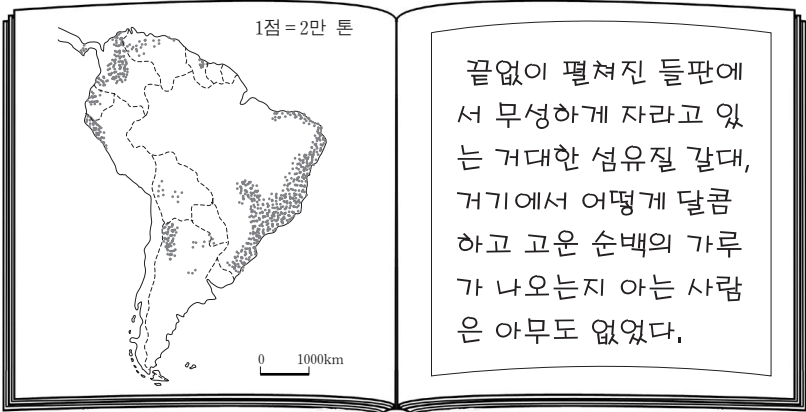 1점=2만 톤
0 1000km
끝없이 펼쳐진 들판에
서 무성하게 자라고 있
는 거대한 섬유질 갈대,
거기에서 어떻게 달콤
하고 고운 순백의 가루
가 나오는지 아는 사람
은 아무도 없었다.